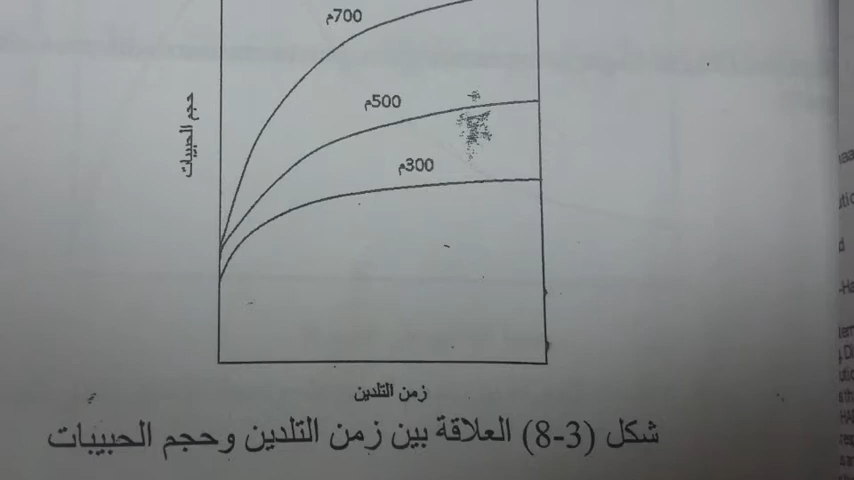 700م
500م
300م
حجم الحبيبات
زمن التلدين
شكل (3-8) العلاقة بين زمن التلدين وحجم الحبيبات